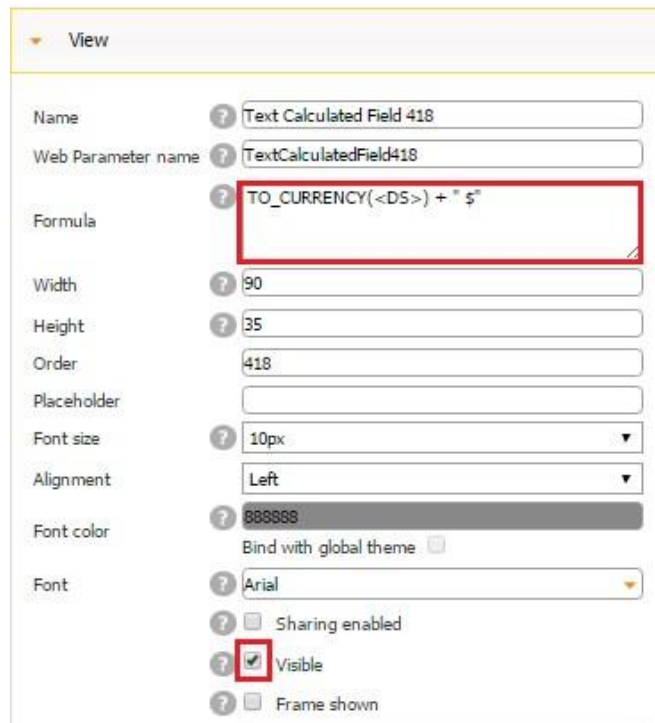 View
Name ? Text Calculated Field 418
Web Parameter name ? TextCalculatedField418
Formula ? TO_CURRENCY(<DS>) + " $"
Width ? 90
Height ? 35
Order 418
Placeholder
Font size ? 10px
Alignment Left
Font color ? 888888
Bind with global theme
Font ? Arial
? Sharing enabled
? Visible
? Frame shown